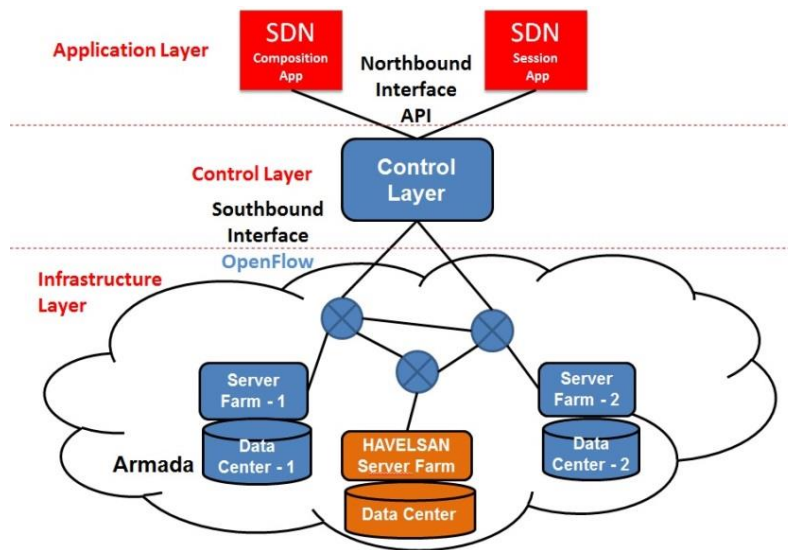 Application Layer
SDN
Composition
App
Northbound
Interface
API
SDN
Session
App
Control Layer
Control
Layer
Southbound
Interface
OpenFlow
Infrastructure
Layer
Server
Farm - 1
Data
Center - 1
Armada
HAVELSAN
Server Farm
Data Center
Server
Farm - 2
Data
Center - 2